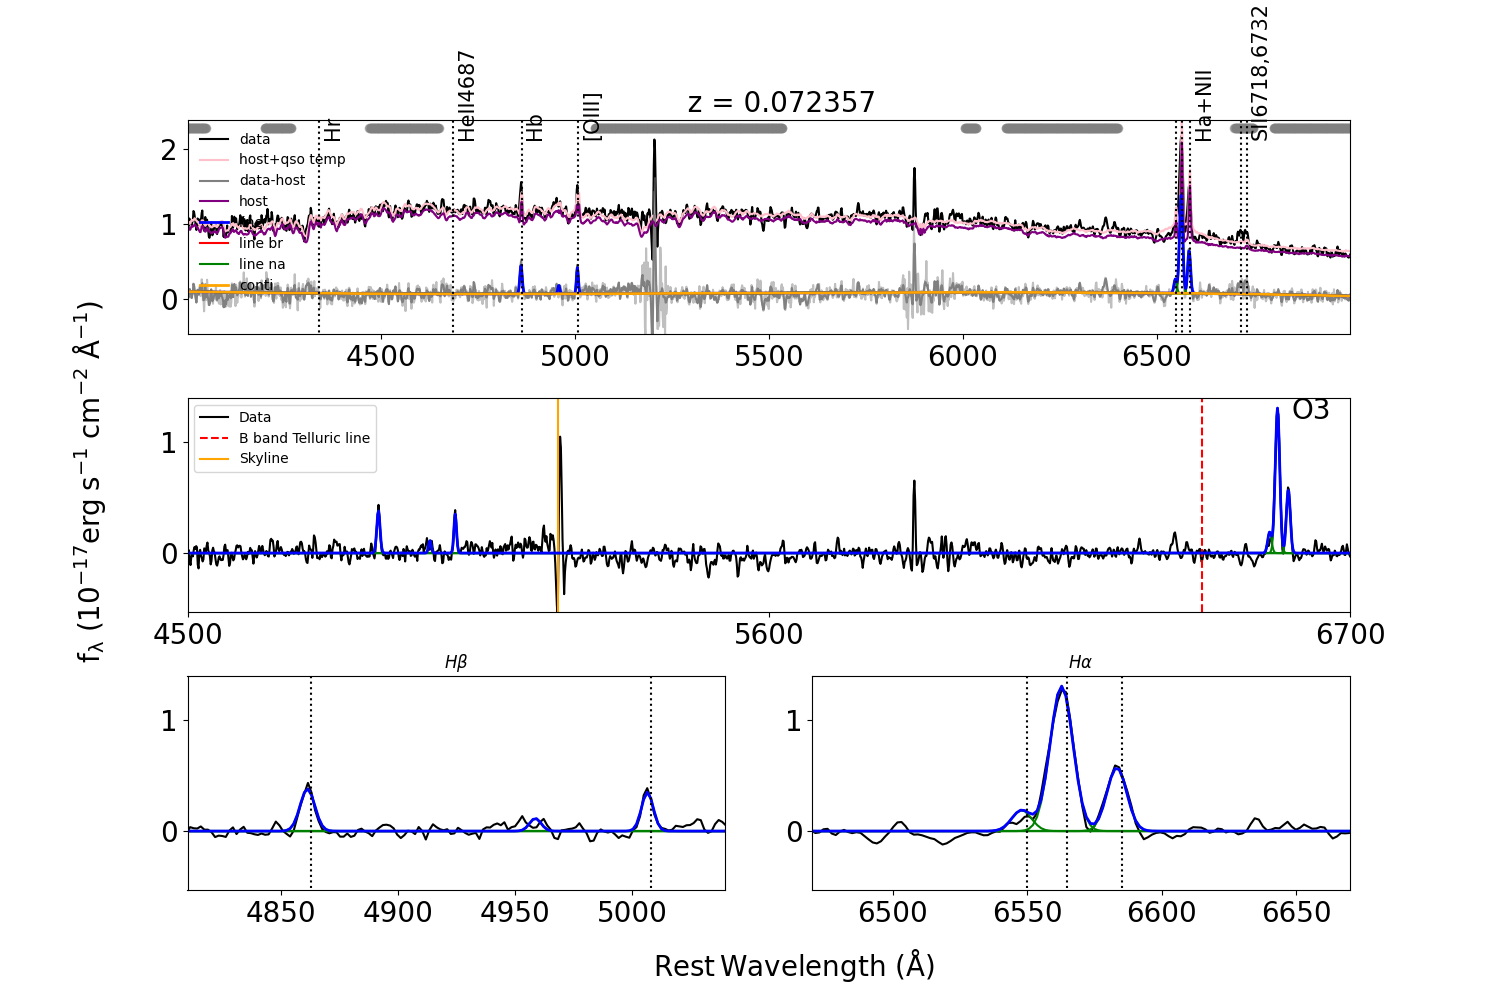 z = 0.072357
Hr
HeII4687
Hb
[OIII]
Ha+NII
SII6718,6732
data
host+qso temp
data-host
host
line br
line na
conti
2
1
0
4500 5000 5500 6000 6500
Data
B band Telluric line
Skyline
O3
1
0
4500 5600 6700
fλ (10⁻¹⁷erg s⁻¹ cm⁻² Å⁻¹)
Hβ
1
0
4850 4900 4950 5000
Hα
1
0
6500 6550 6600 6650
Rest Wavelength (Å)